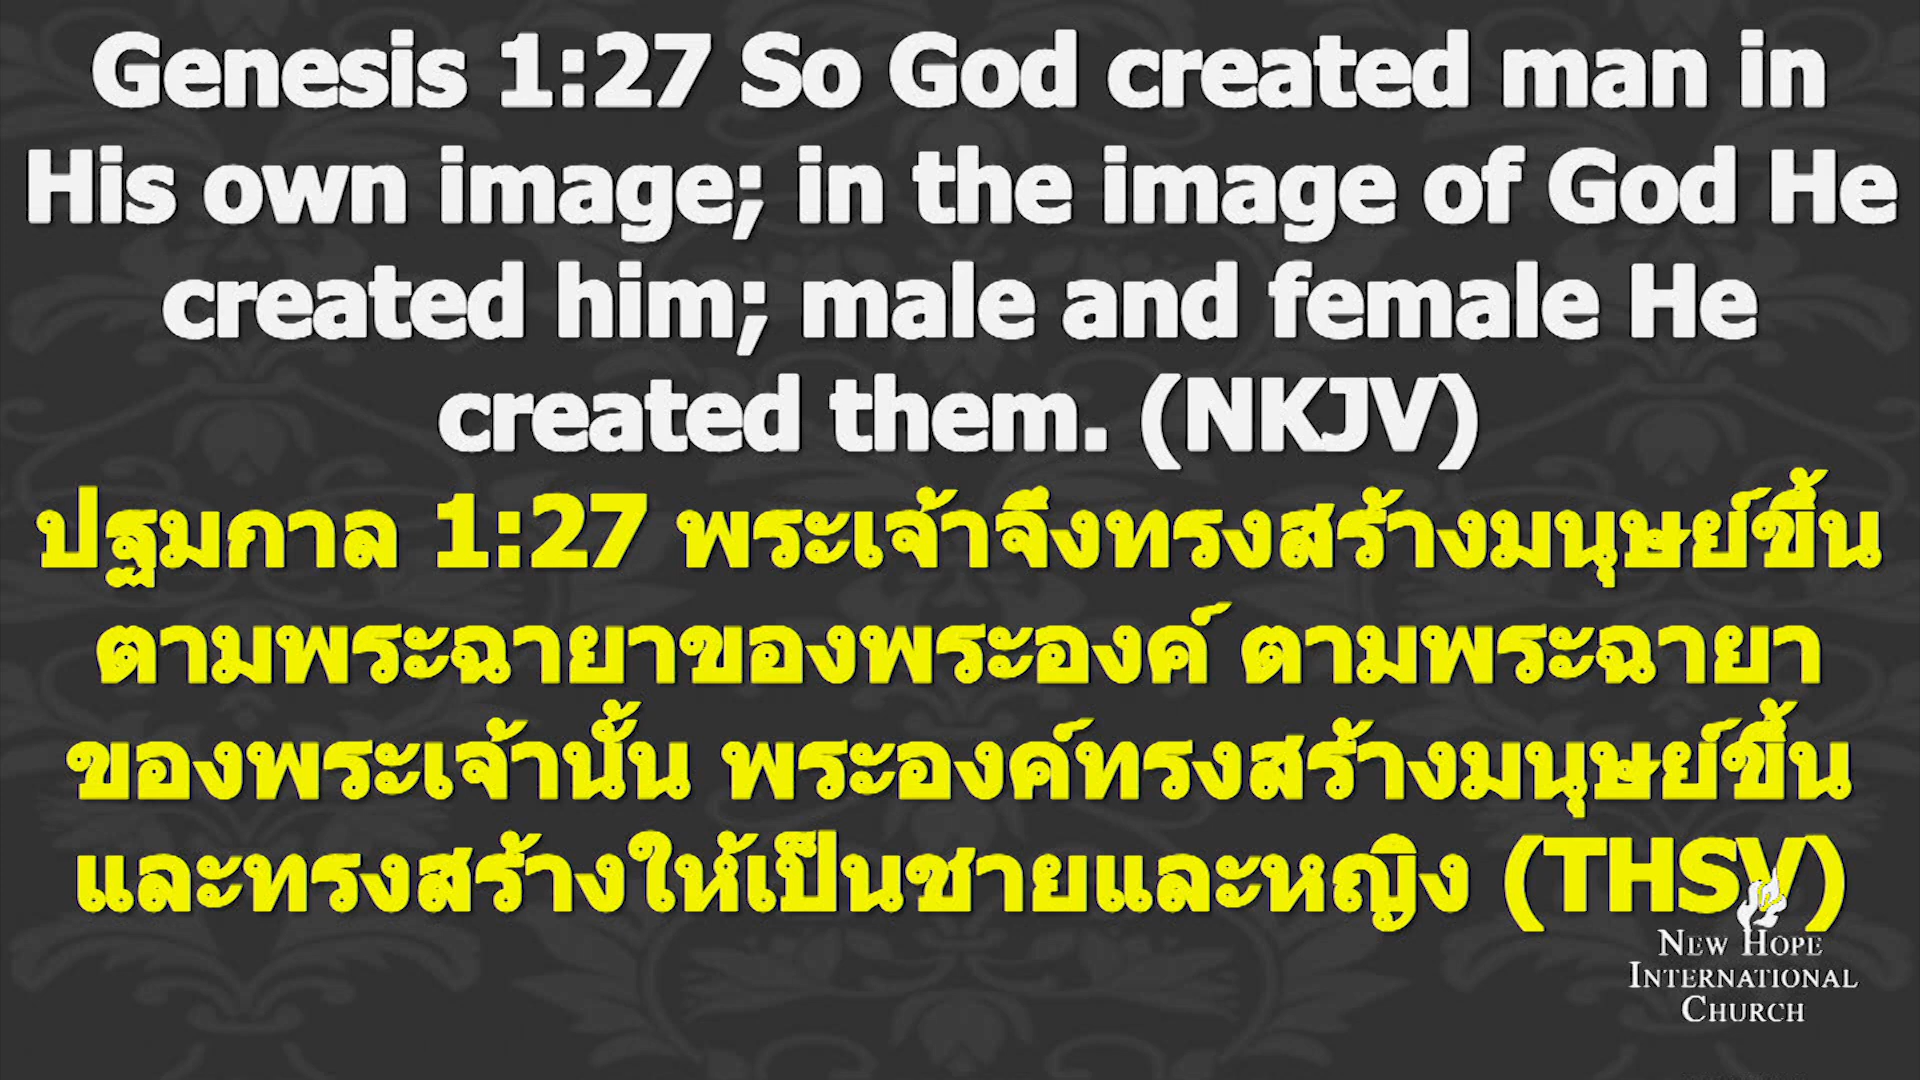 Genesis 1:27 So God created man in
His own image; in the image of God He
created him; male and female He
created them. (NKJV)
ปฐมกาล 1:27 พระเจ้าจึงทรงสร้างมนุษย์ขึ้น
ตามพระฉายาของพระองค์ ตามพระฉายา
ของพระเจ้านั้น พระองค์ทรงสร้างมนุษย์ขึ้น
และทรงสร้างให้เป็นชายและหญิง (THSV)
NEW HOPE
INTERNATIONAL
CHURCH